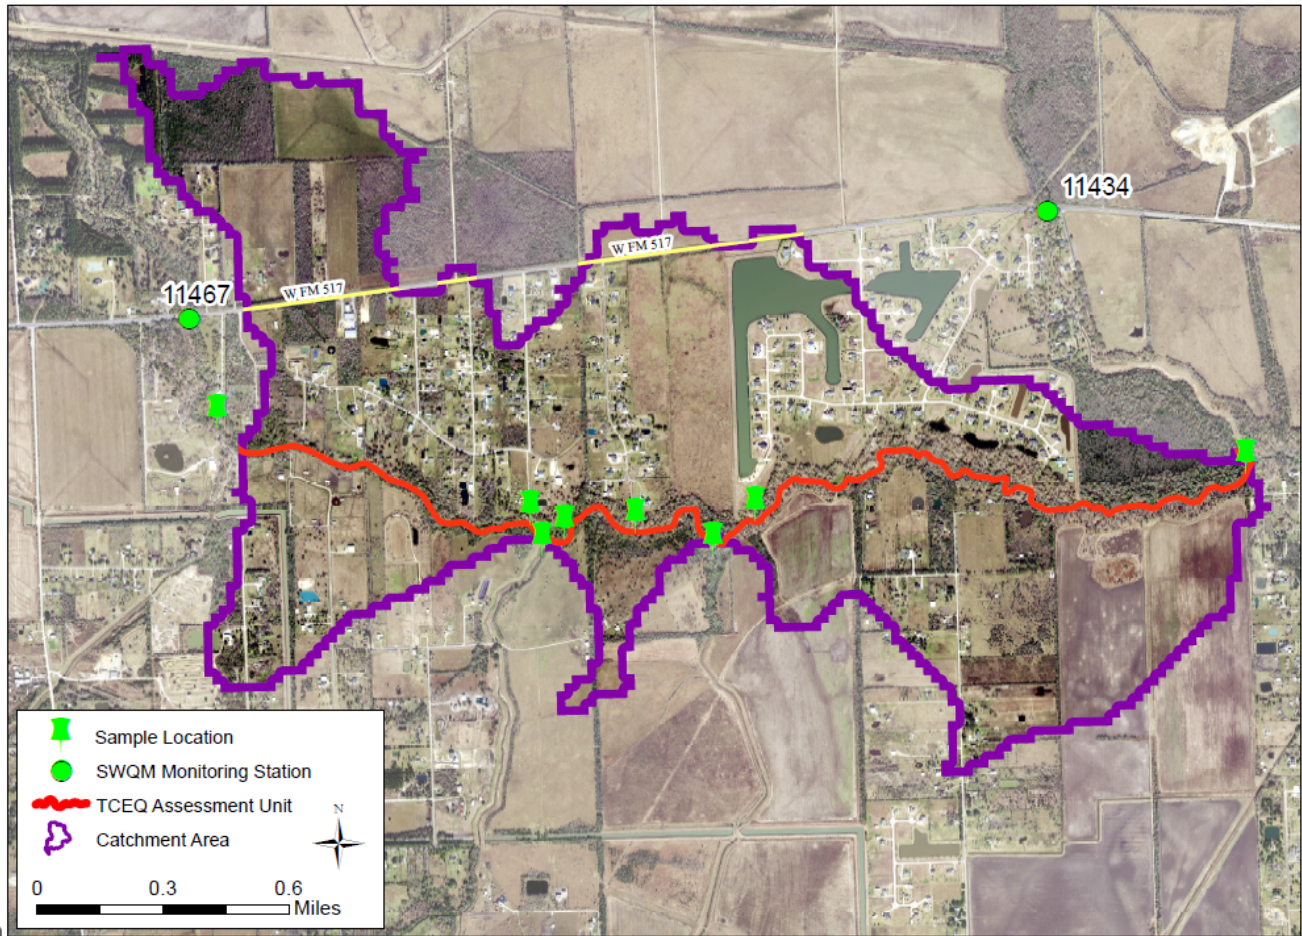 11434
W FM 517
11467
W FM 517
Sample Location
SWQM Monitoring Station
TCEQ Assessment Unit
N
Catchment Area
0 0.3 0.6
Miles